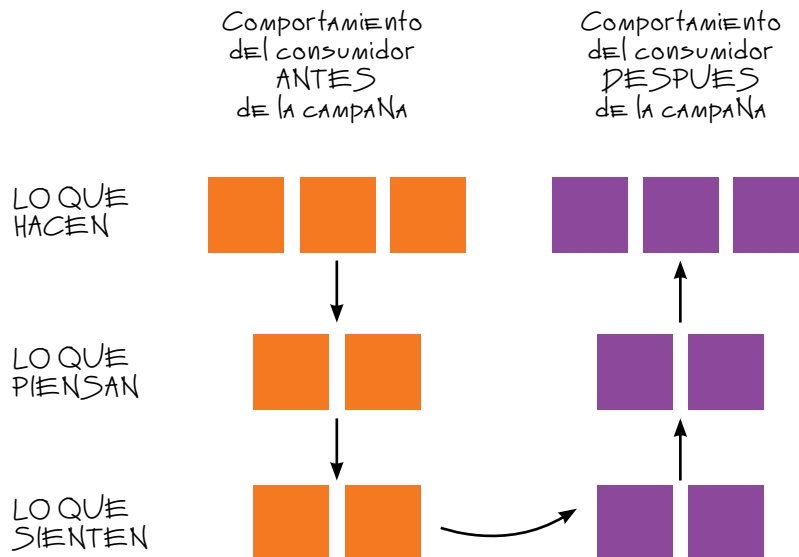 Comportamiento
del consumidor
ANTES
de la campaNa
Comportamiento
del consumidor
DESPUES
de la campaNa
LO QUE
HACEN
LO QUE
PIENSAN
LO QUE
SIENTEN